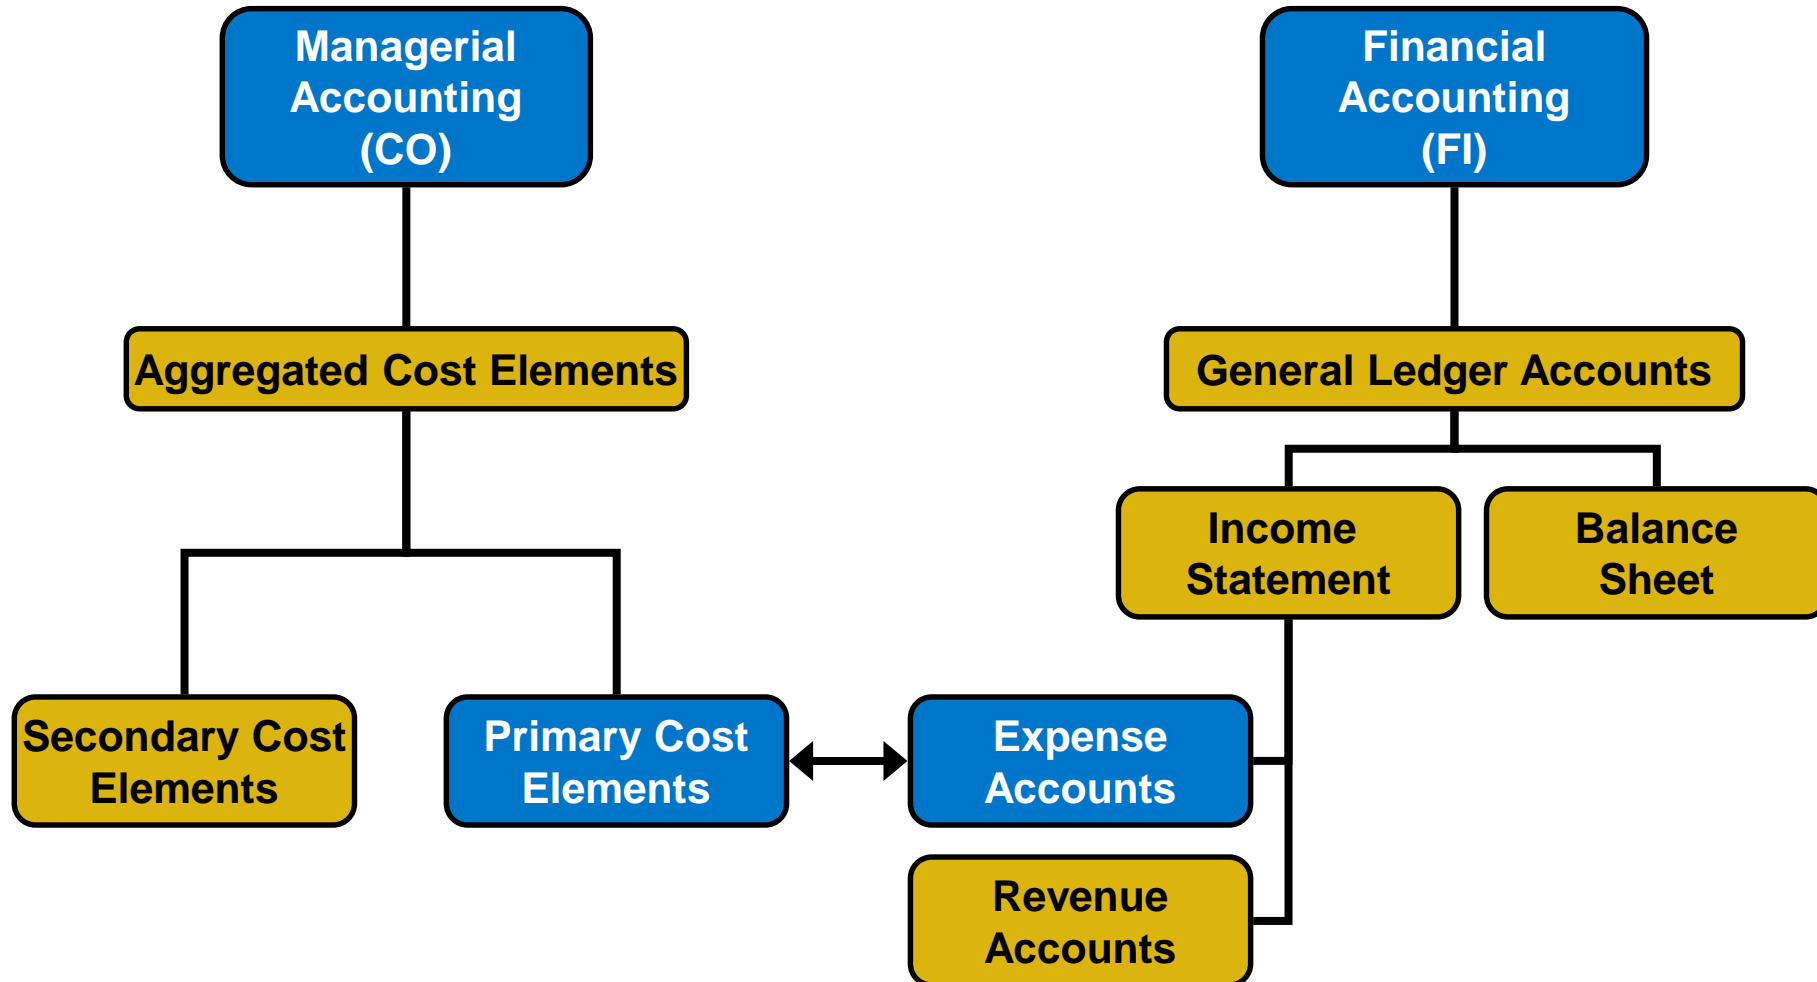 Managerial
Accounting
(CO)
Financial
Accounting
(FI)
Aggregated Cost Elements
General Ledger Accounts
Income
Statement
Balance
Sheet
Secondary Cost
Elements
Primary Cost
Elements
Expense
Accounts
Revenue
Accounts